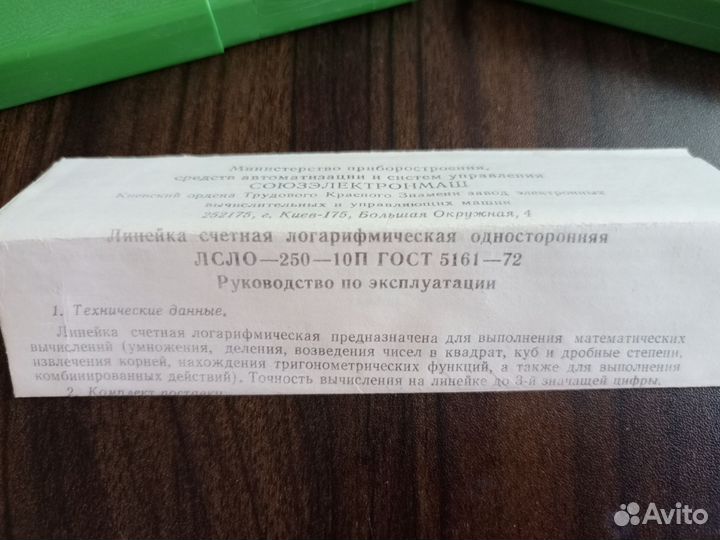 Министерство приборостроения,
средств автоматизации и систем управления
СОЮЗЭЛЕКТРОНМАШ
Киевский ордена Трудового Красного Знамени завод электронных
вычислительных и управляющих машин
252175, г. Киев-175, Большая Окружная, 4
Линейка счетная логарифмическая односторонняя
ЛСЛО—250—10П ГОСТ 5161—72
Руководство по эксплуатации
1. Технические данные.
Линейка счетная логарифмическая предназначена для выполнения математических
вычислений (умножения, деления, возведения чисел в квадрат, куб и дробные степени,
извлечения корней, нахождения тригонометрических функций, а также для выполнения
комбинированных действий). Точность вычисления на линейке до 3-й значащей цифры.
2. Комплект поставки
Avito